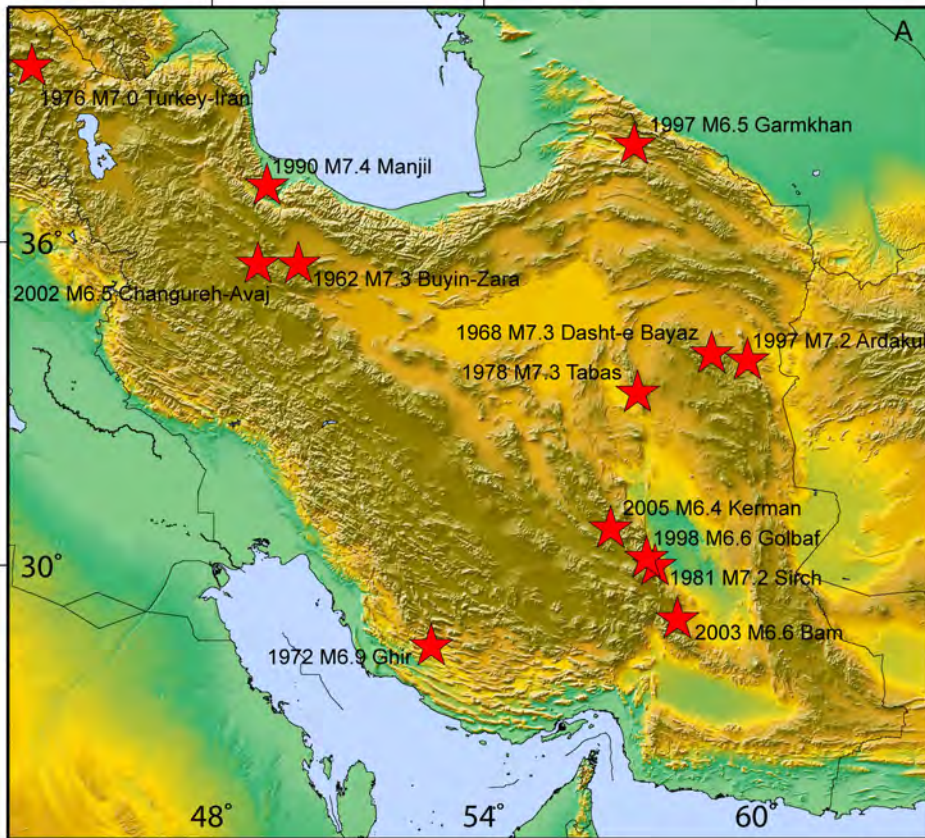 A
1976 M7.0 Turkey-Iran
1997 M6.5 Garmkhan
1990 M7.4 Manjil
36°
1962 M7.3 Buyin-Zara
2002 M6.5 Changureh-Avaj
1968 M7.3 Dasht-e Bayaz
1997 M7.2 Ardakul
1978 M7.3 Tabas
2005 M6.4 Kerman
1998 M6.6 Golbaf
30°
1981 M7.2 Sirch
2003 M6.6 Bam
1972 M6.9 Ghir
48°
54°
60°